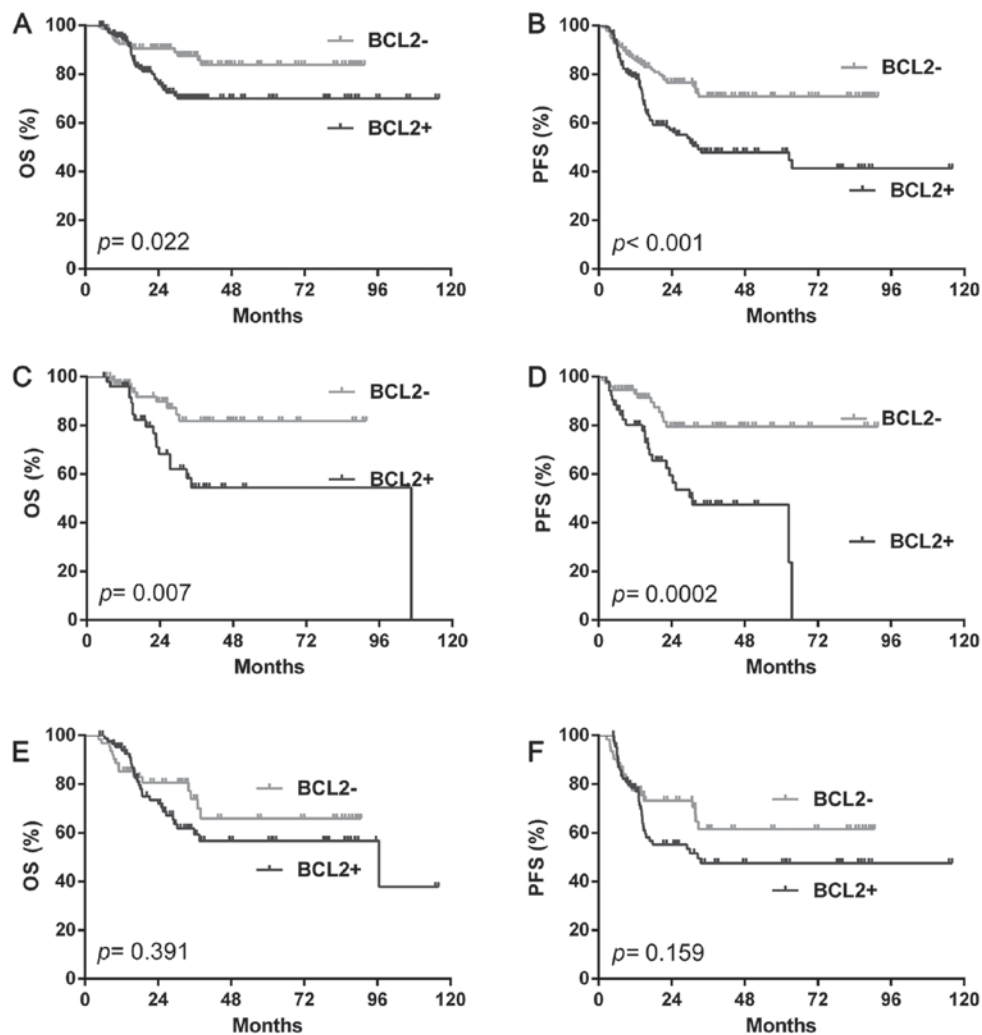 A
OS (%)
100
80
60
40
20
0
BCL2-
BCL2+
p= 0.022
0 24 48 72 96 120
Months
B
PFS (%)
100
80
60
40
20
0
BCL2-
BCL2+
p< 0.001
0 24 48 72 96 120
Months
C
OS (%)
100
80
60
40
20
0
BCL2-
BCL2+
p= 0.007
0 24 48 72 96 120
Months
D
PFS (%)
100
80
60
40
20
0
BCL2-
BCL2+
p= 0.0002
0 24 48 72 96 120
Months
E
OS (%)
100
80
60
40
20
0
BCL2-
BCL2+
p= 0.391
0 24 48 72 96 120
Months
F
PFS (%)
100
80
60
40
20
0
BCL2-
BCL2+
p= 0.159
0 24 48 72 96 120
Months